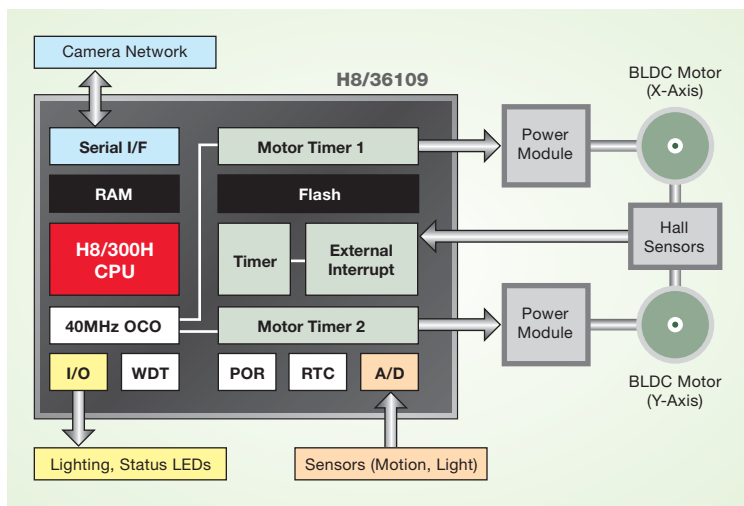 Camera Network
H8/36109
BLDC Motor
(X-Axis)
Serial I/F
Motor Timer 1
Power
Module
RAM
Flash
H8/300H
CPU
Timer
External
Interrupt
Hall
Sensors
40MHz OCO
Motor Timer 2
Power
Module
I/O
WDT
POR
RTC
A/D
BLDC Motor
(Y-Axis)
Lighting, Status LEDs
Sensors (Motion, Light)